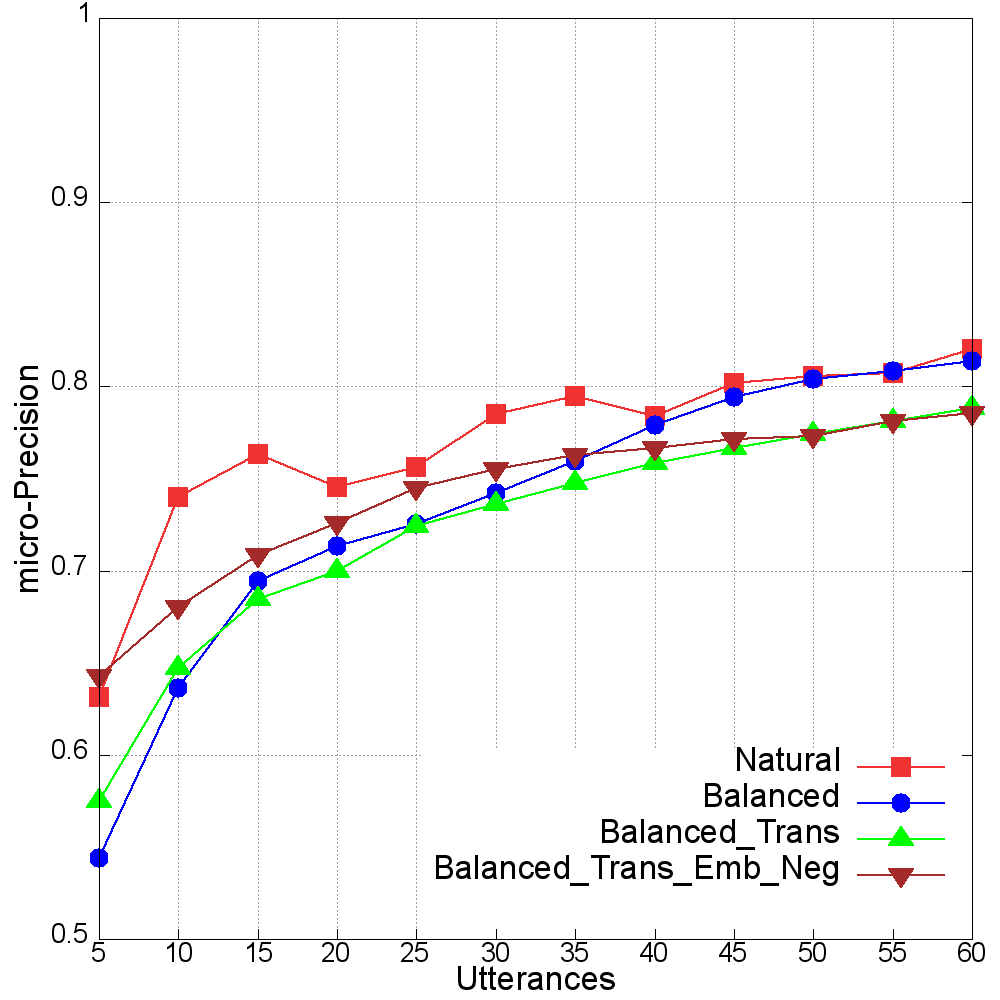 1
0.9
0.8
0.7
0.6
0.5
micro-Precision
Natural
Balanced
Balanced_Trans
Balanced_Trans_Emb_Neg
5 10 15 20 25 30 35 40 45 50 55 60
Utterances